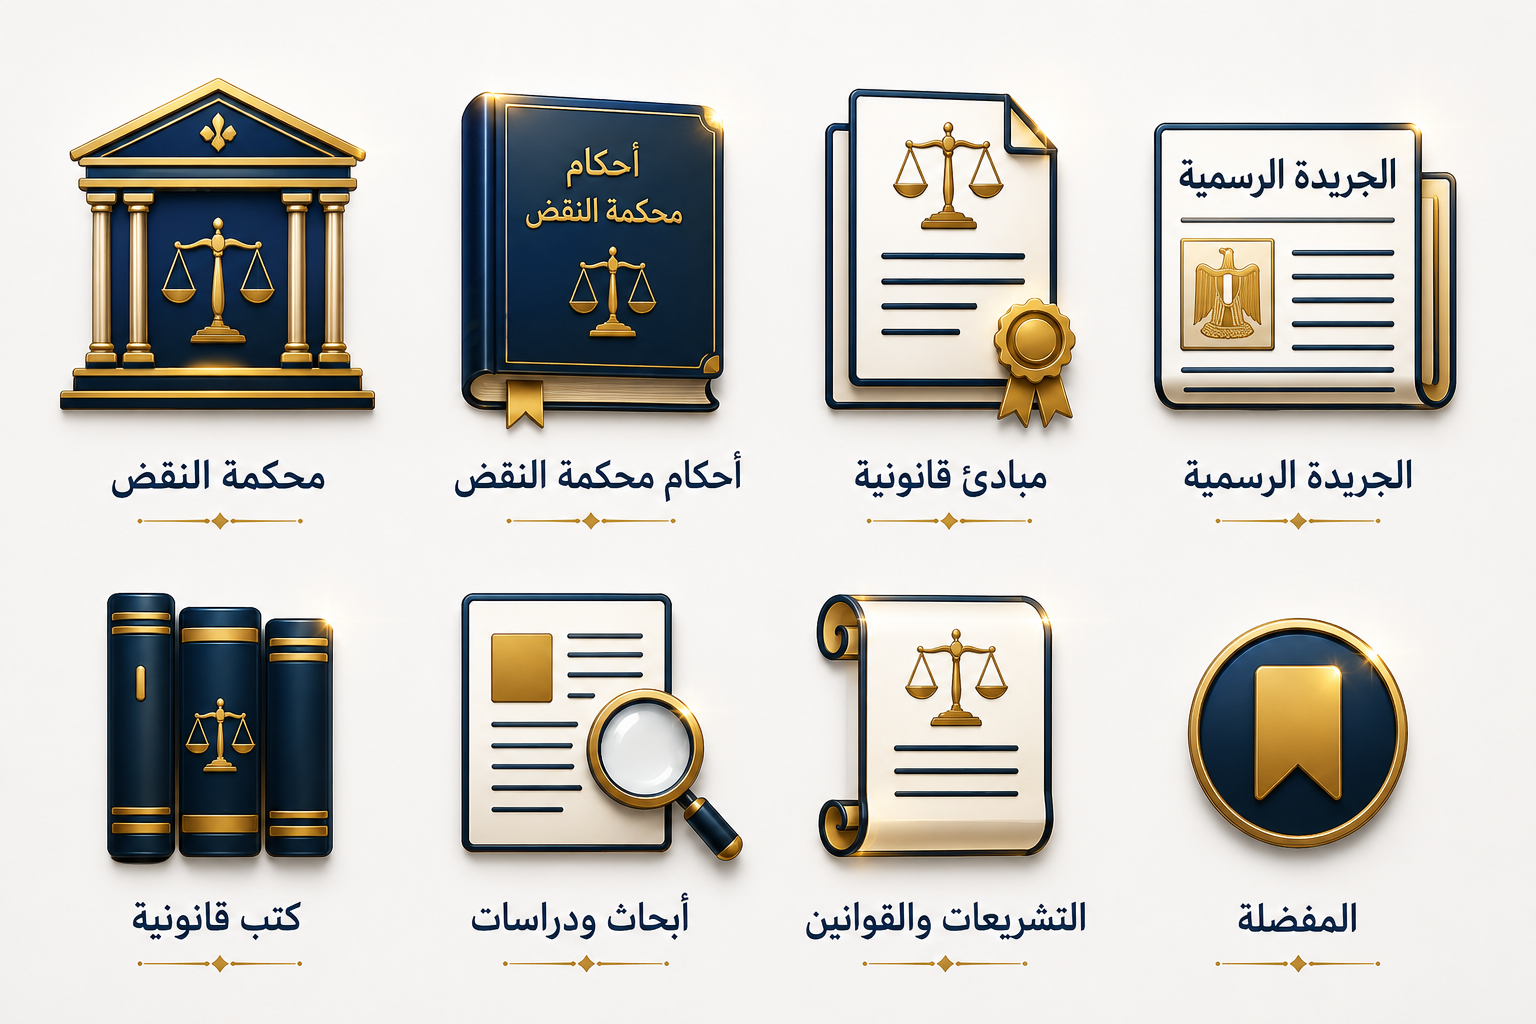 أحكام
محكمة النقض
الجريدة الرسمية
محكمة النقض
أحكام محكمة النقض
مبادئ قانونية
الجريدة الرسمية
كتب قانونية
أبحاث ودراسات
التشريعات والقوانين
المفضلة